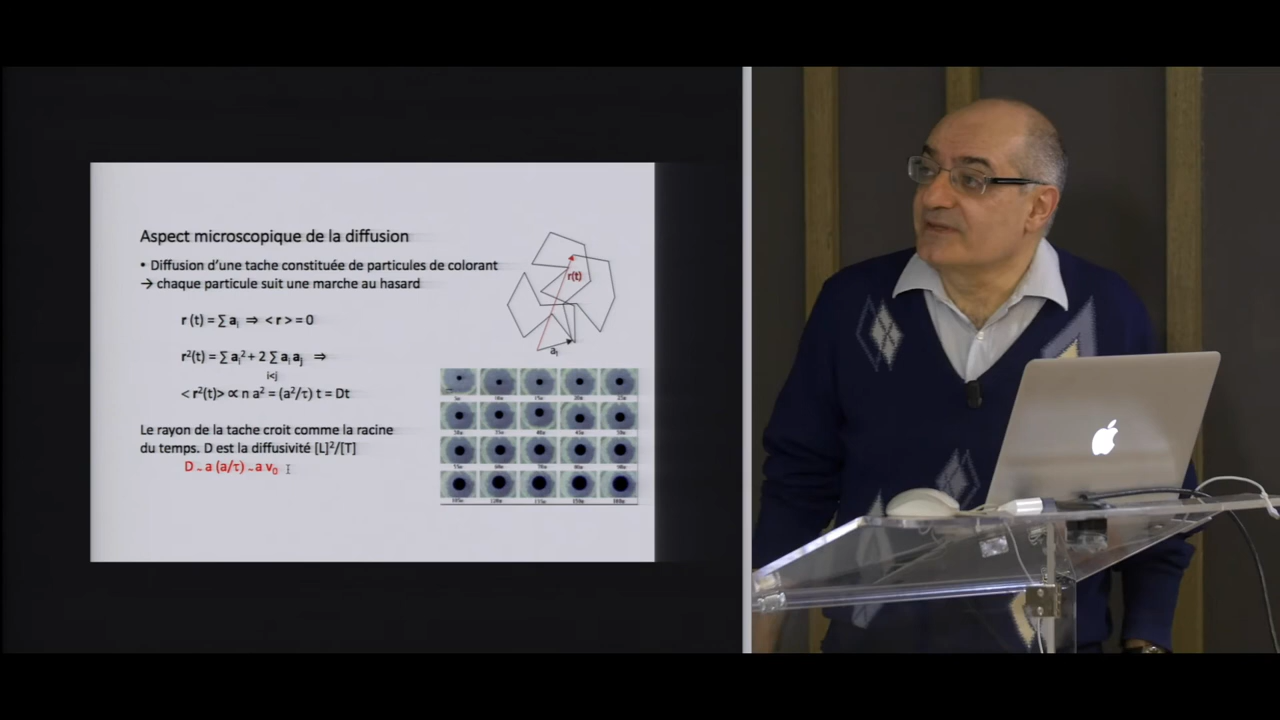 Aspect microscopique de la diffusion
• Diffusion d'une tache constituée de particules de colorant
→ chaque particule suit une marche au hasard
r (t) = ∑ aᵢ ⇒ < r > = 0
r²(t) = ∑ aᵢ² + 2 ∑ aᵢ aⱼ ⇒
i<j
< r²(t)> ∝ n a² = (a²/τ) t = Dt
Le rayon de la tache croit comme la racine
du temps. D est la diffusivité [L]²/[T]
D ~ a (a/τ) ~ a v₀
r(t)
aᵢ